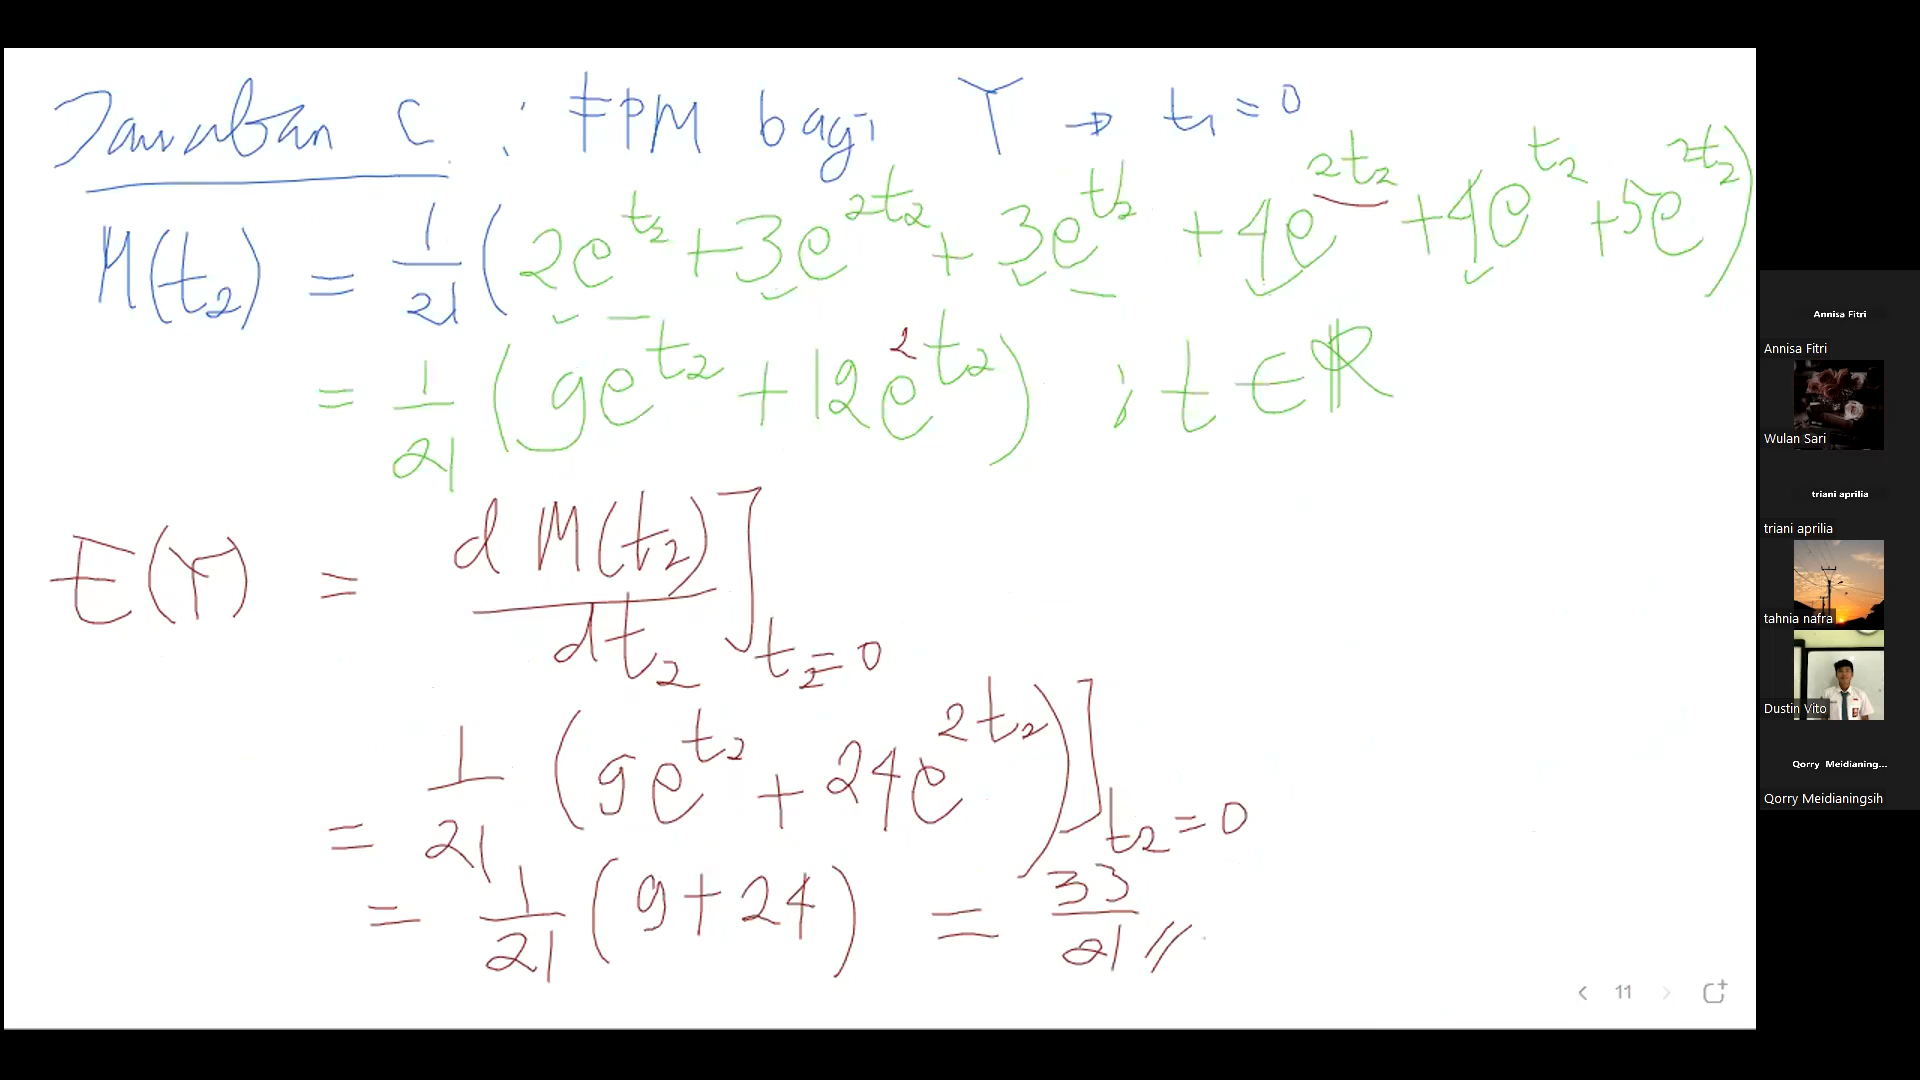 Jawaban C : FPM bagi Y → t₁ = 0
M(t₂) = 1/21 (2e^t₂ + 3e^2t₂ + 3e^t₂ + 4e^2t₂ + 4e^t₂ + 5e^2t₂)
= 1/21 (9e^t₂ + 12e^2t₂) ; t ∈ ℝ
E(Y) = d M(t₂)/dt₂ ]t₂=0
= 1/21 (9e^t₂ + 24e^2t₂) ]t₂=0
= 1/21 (9+24) = 33/21 //
< 11 >
Annisa Fitri
Annisa Fitri
Wulan Sari
triani aprilia
triani aprilia
tahnia nafra
Dustin Vito
Qorry Meidianing...
Qorry Meidianingsih